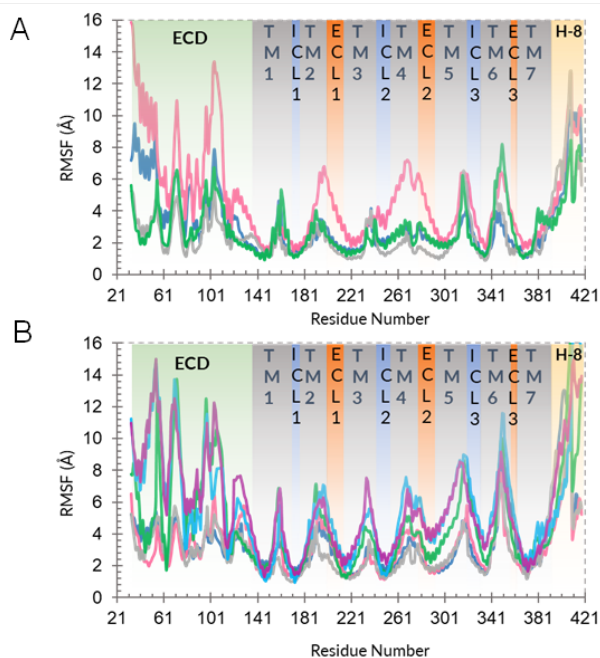 A
ECD
T M 1
I C L 1
T M 2
E C L 1
T M 3
I C L 2
T M 4
E C L 2
T M 5
I C L 3
T M 6
E C L 3
T M 7
H-8
RMSF (Å)
16
14
12
10
8
6
4
2
0
21 61 101 141 181 221 261 301 341 381 421
Residue Number
B
ECD
T M 1
I C L 1
T M 2
E C L 1
T M 3
I C L 2
T M 4
E C L 2
T M 5
I C L 3
T M 6
E C L 3
T M 7
H-8
RMSF (Å)
16
14
12
10
8
6
4
2
0
21 61 101 141 181 221 261 301 341 381 421
Residue Number